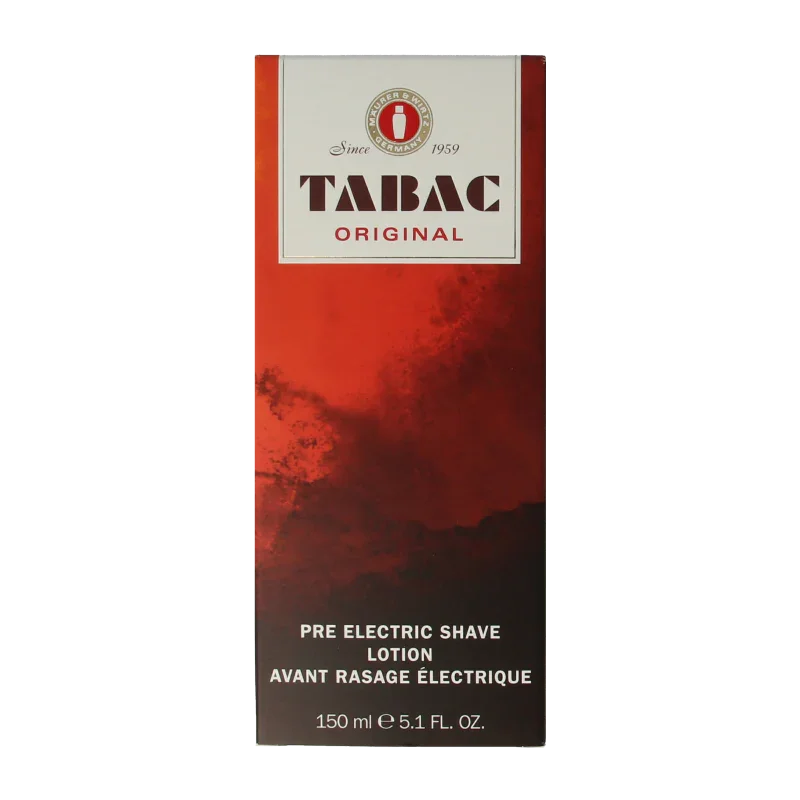 MAURER & WIRTZ
GERMANY
Since 1959
TABAC
ORIGINAL
PRE ELECTRIC SHAVE
LOTION
AVANT RASAGE ÉLECTRIQUE
150 ml ℮ 5.1 FL. OZ.